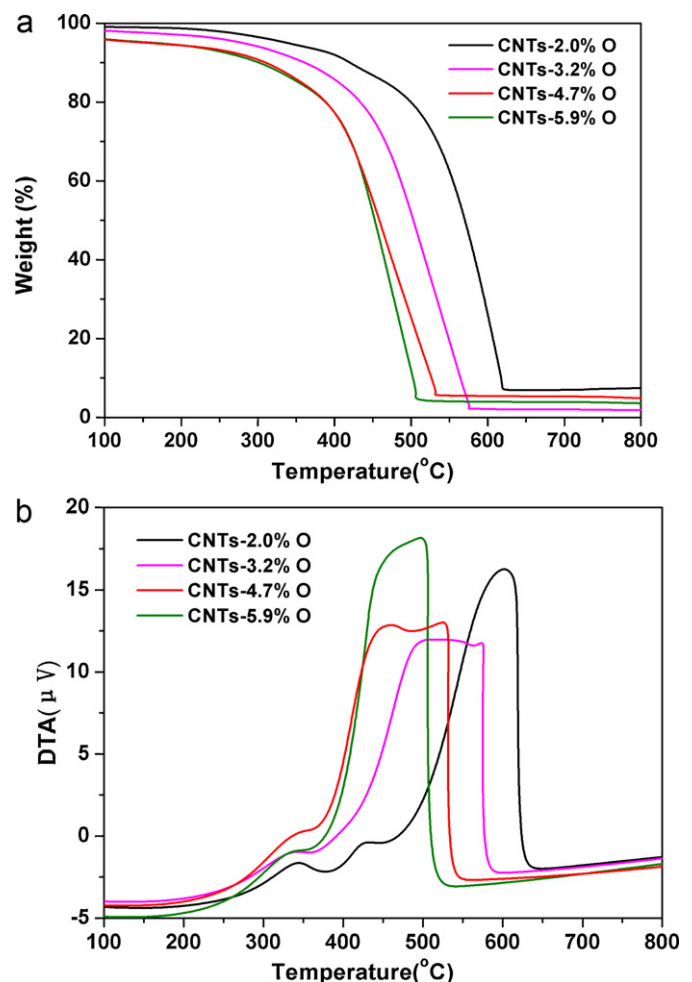 a
100
80
60
40
20
0
Weight (%)
CNTs-2.0% O
CNTs-3.2% O
CNTs-4.7% O
CNTs-5.9% O
100 200 300 400 500 600 700 800
Temperature(°C)
b
20
15
10
5
0
-5
DTA( μ V)
CNTs-2.0% O
CNTs-3.2% O
CNTs-4.7% O
CNTs-5.9% O
100 200 300 400 500 600 700 800
Temperature(°C)